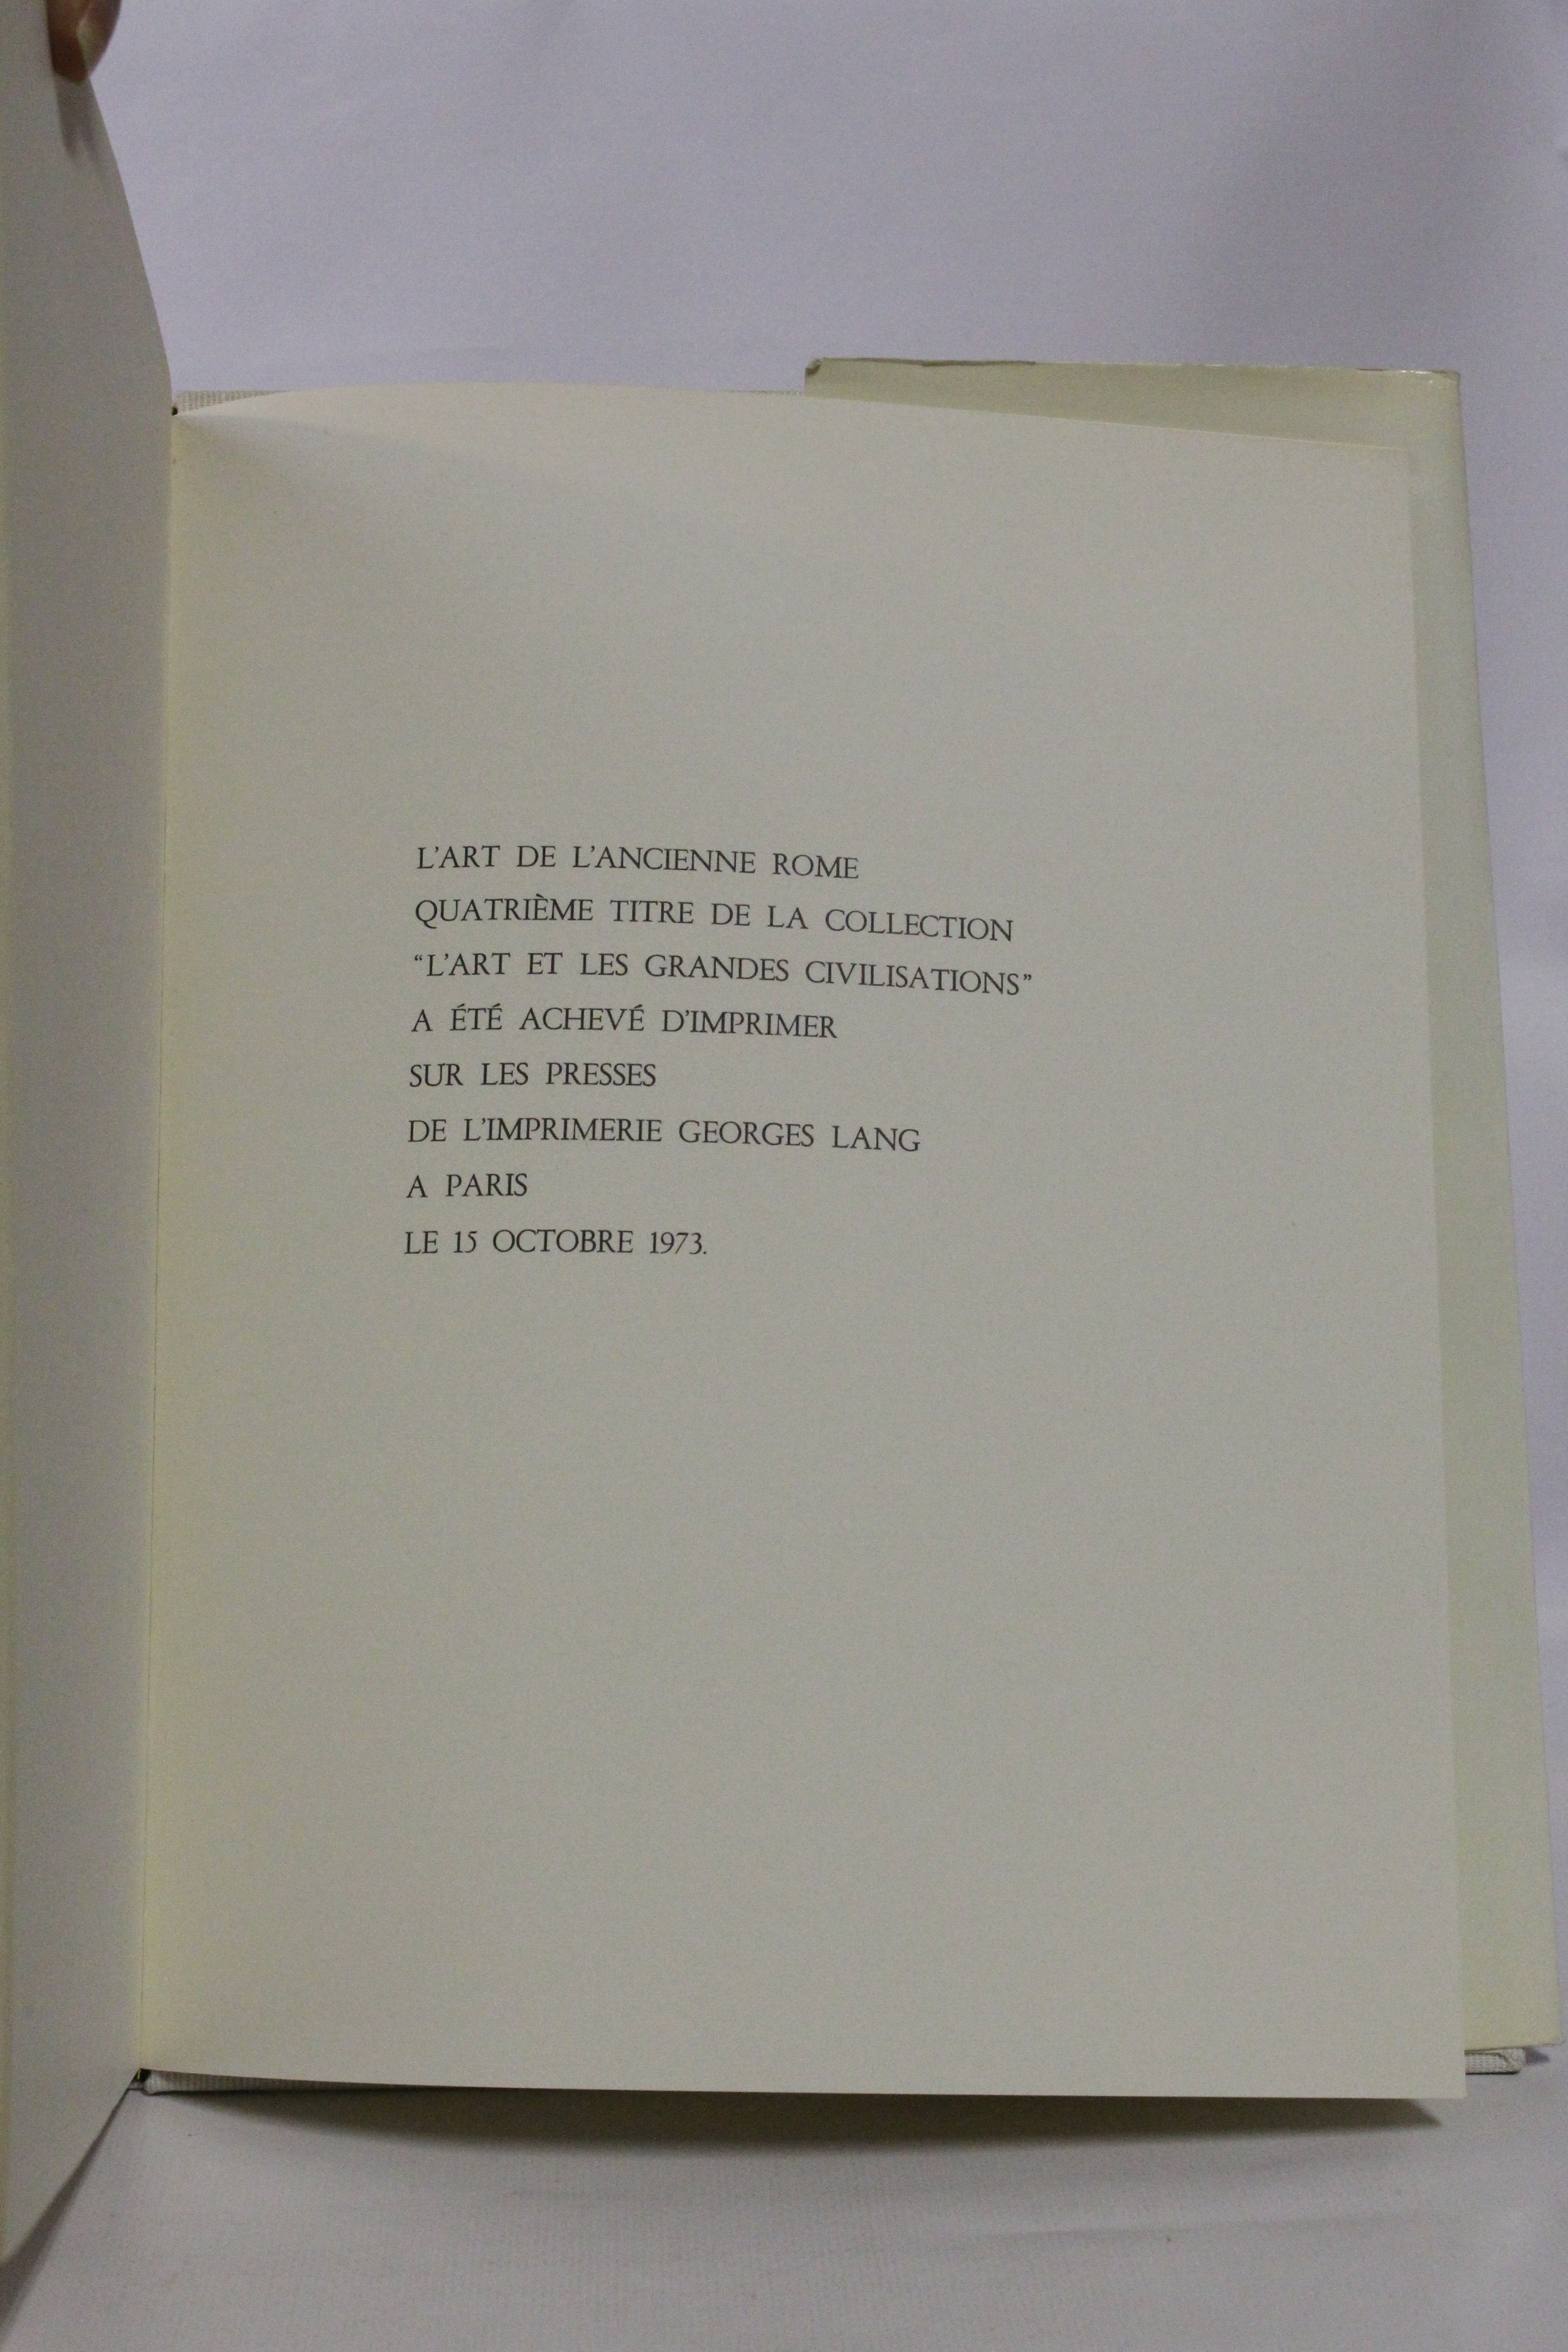 L'ART DE L'ANCIENNE ROME
QUATRIÈME TITRE DE LA COLLECTION
“L'ART ET LES GRANDES CIVILISATIONS”
A ÉTÉ ACHEVÉ D'IMPRIMER
SUR LES PRESSES
DE L'IMPRIMERIE GEORGES LANG
A PARIS
LE 15 OCTOBRE 1973.